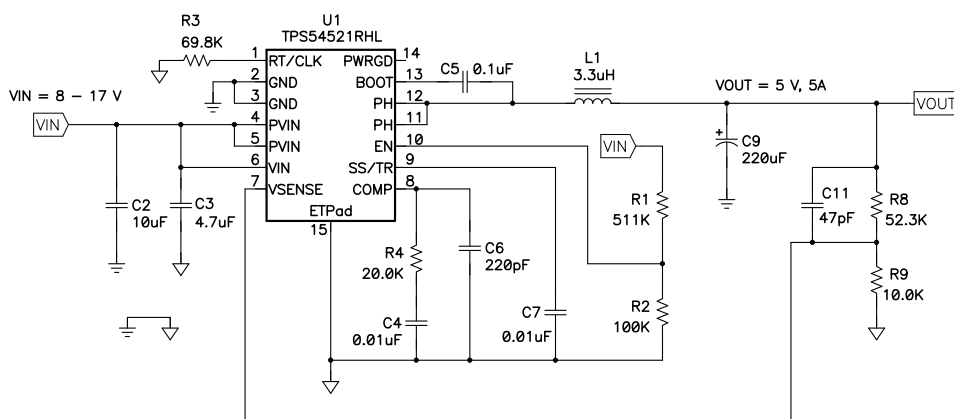 U1
TPS54521RHL
R3
69.8K
1
RT/CLK
PWRGD
14
2
GND
BOOT
13
C5
0.1uF
L1
3.3uH
3
GND
PH
12
VIN = 8 – 17 V
VOUT = 5 V, 5A
VIN
4
PVIN
PH
11
VOUT
5
PVIN
EN
10
VIN
6
VIN
SS/TR
9
7
VSENSE
COMP
8
C9
220uF
ETPad
15
C2
10uF
C3
4.7uF
R1
511K
C11
47pF
R8
52.3K
R4
20.0K
C6
220pF
R9
10.0K
C4
0.01uF
C7
0.01uF
R2
100K